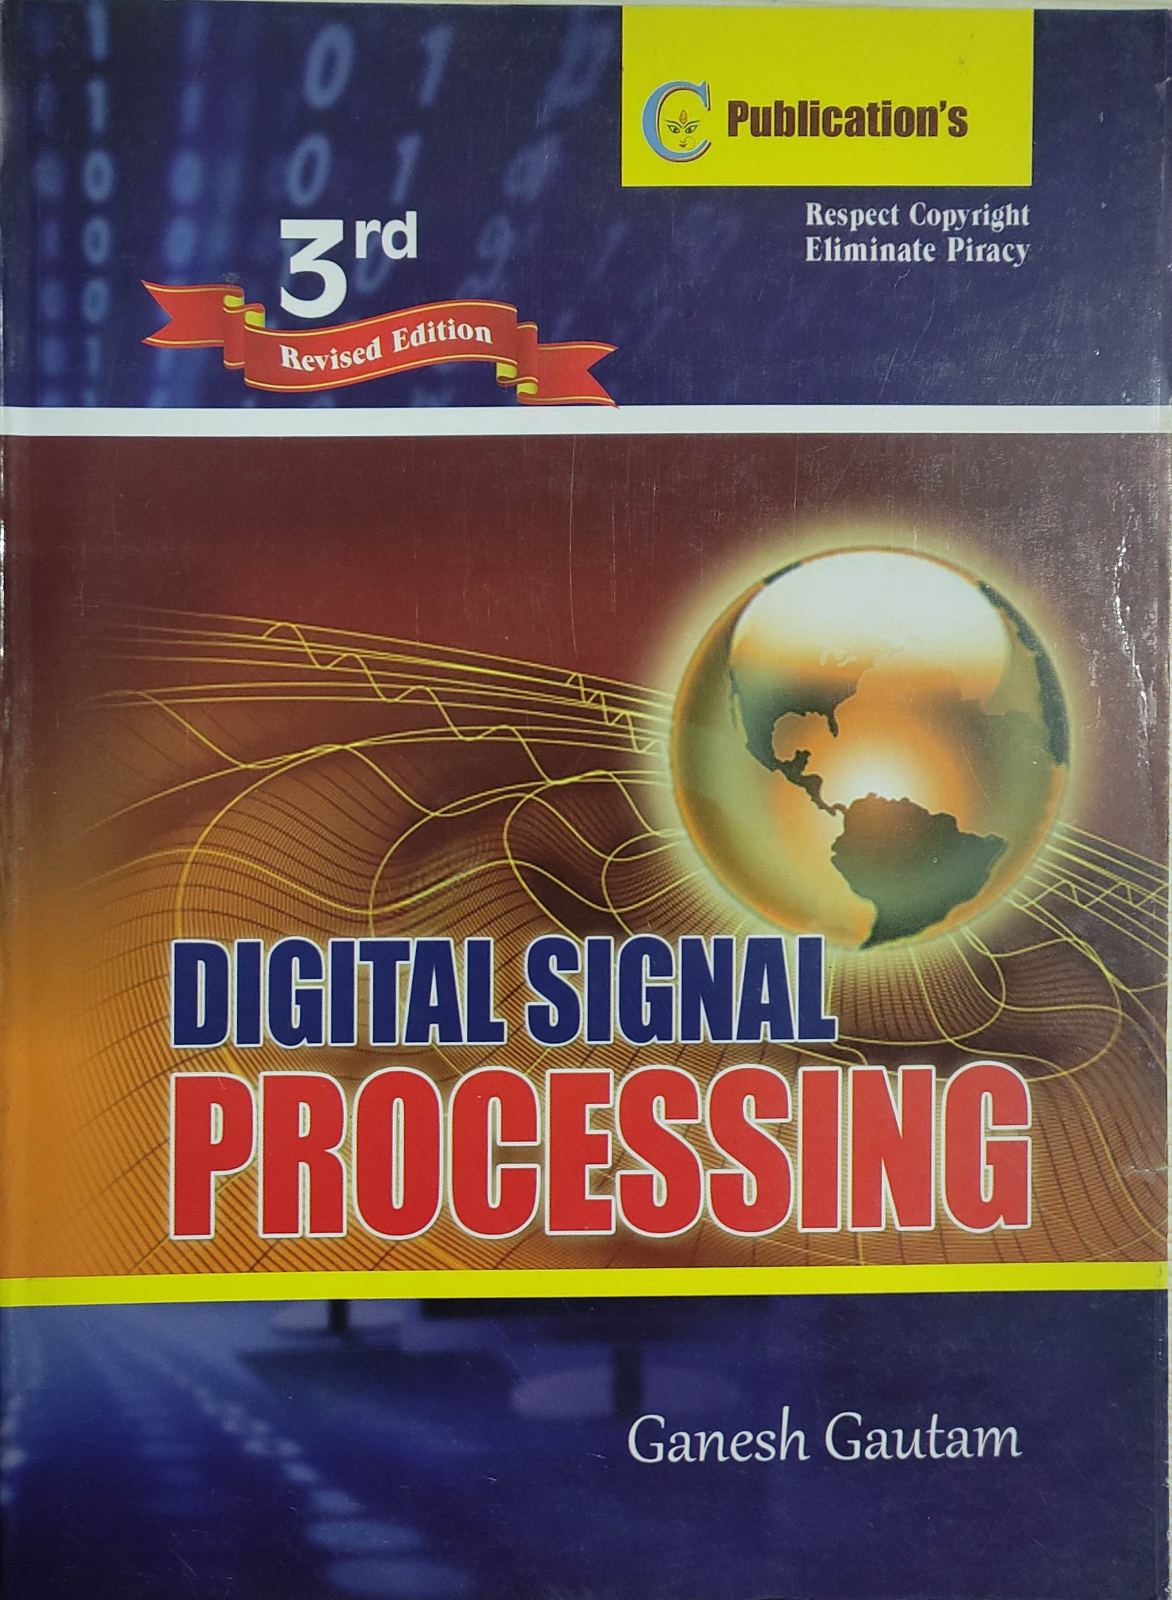 C Publication's
Respect Copyright
Eliminate Piracy
3rd
Revised Edition
DIGITAL SIGNAL
PROCESSING
Ganesh Gautam